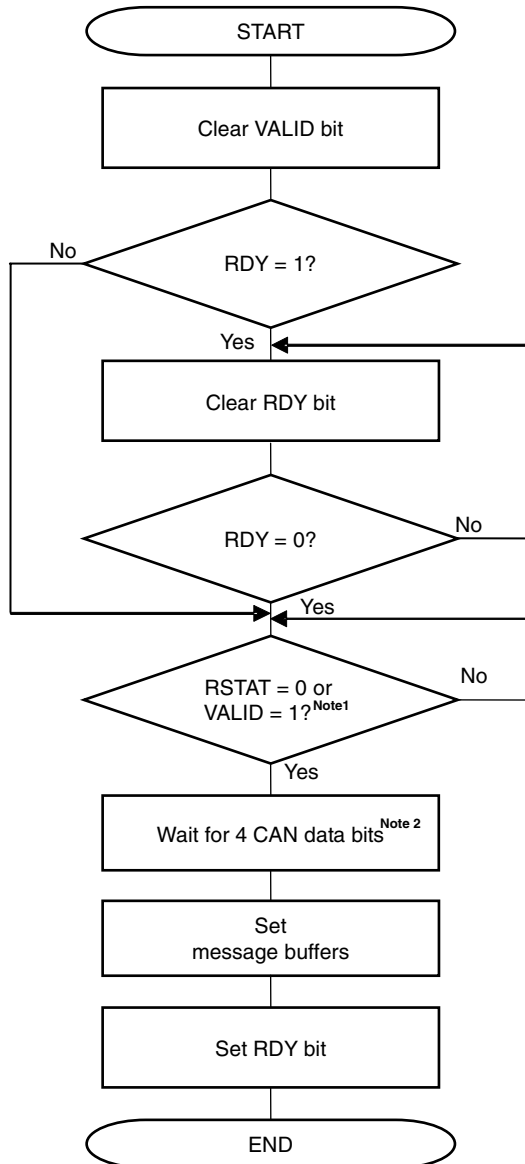 START
Clear VALID bit
No
RDY = 1?
Yes
Clear RDY bit
RDY = 0?
No
Yes
RSTAT = 0 or
VALID = 1?Note1
No
Yes
Wait for 4 CAN data bitsNote 2
Set
message buffers
Set RDY bit
END